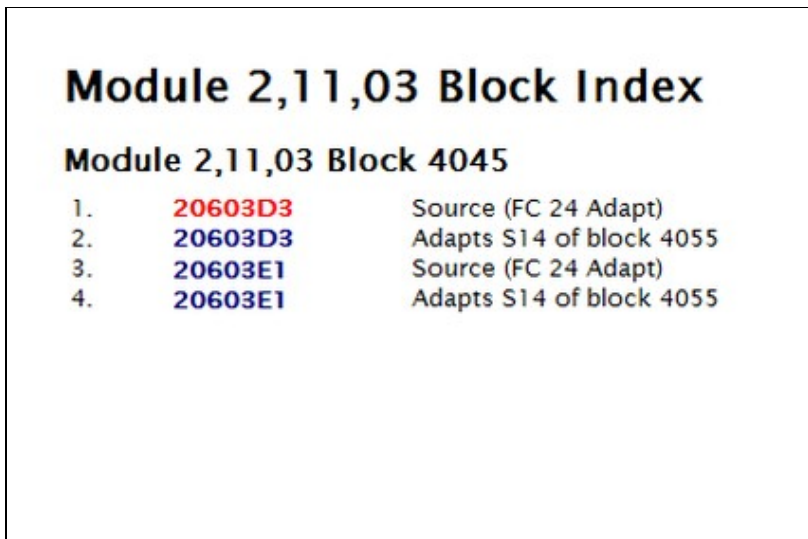 Module 2,11,03 Block Index
Module 2,11,03 Block 4045
1. 20603D3 Source (FC 24 Adapt)
2. 20603D3 Adapts S14 of block 4055
3. 20603E1 Source (FC 24 Adapt)
4. 20603E1 Adapts S14 of block 4055